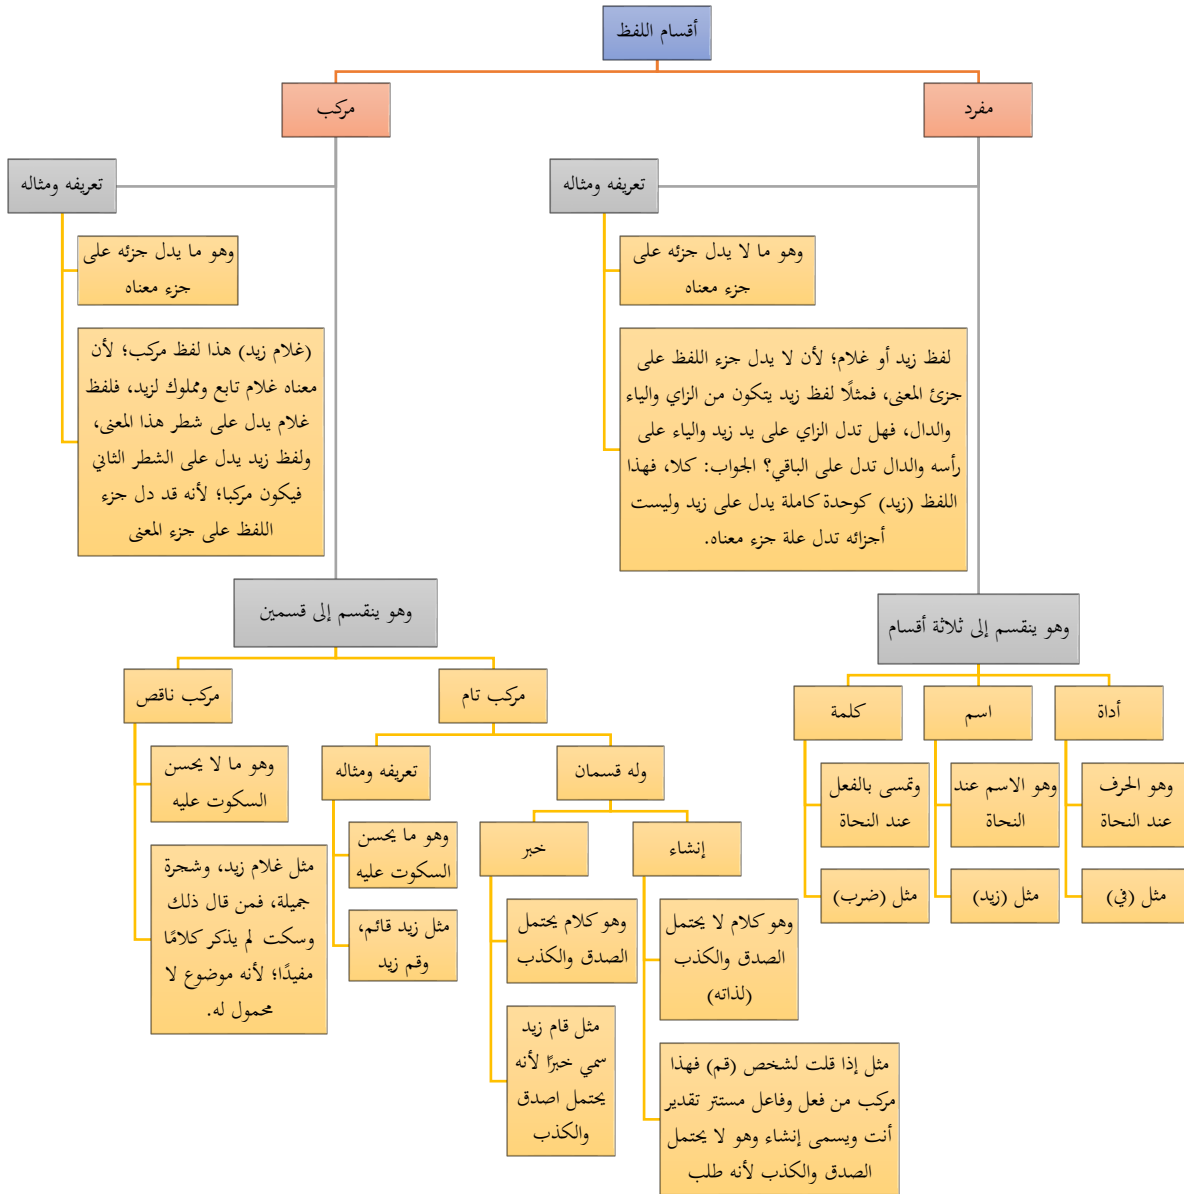 أقسام اللفظ
مفرد
تعريفه ومثاله
وهو ما لا يدل جزئه على
جزء معناه
لفظ زيد أو غلام؛ لأن لا يدل جزء اللفظ على
جزئ المعنى، فمثلًا لفظ زيد يتكون من الزاي والياء
والدال، فهل تدل الزاي على يد زيد والياء على
رأسه والدال تدل على الباقي؟ الجواب: كلا، فهذا
اللفظ (زيد) كوحدة كاملة يدل على زيد وليست
أجزائه تدل علة جزء معناه.
وهو ينقسم إلى ثلاثة أقسام
أداة
وهو الحرف
عند النحاة
مثل (في)
اسم
وهو الاسم عند
النحاة
مثل (زيد)
كلمة
وتمسى بالفعل
عند النحاة
مثل (ضرب)
مركب
تعريفه ومثاله
وهو ما يدل جزئه على
جزء معناه
(غلام زيد) هذا لفظ مركب؛ لأن
معناه غلام تابع ومملوك لزيد، فلفظ
غلام يدل على شطر هذا المعنى،
ولفظ زيد يدل على الشطر الثاني
فيكون مركبا؛ لأنه قد دل جزء
اللفظ على جزء المعنى
وهو ينقسم إلى قسمين
مركب تام
وله قسمان
إنشاء
وهو كلام لا يحتمل
الصدق والكذب
(لذاته)
مثل إذا قلت لشخص (قم) فهذا
مركب من فعل وفاعل مستتر تقدير
أنت ويسمى إنشاء وهو لا يحتمل
الصدق والكذب لأنه طلب
خبر
وهو كلام يحتمل
الصدق والكذب
مثل قام زيد
سمي خبرًا لأنه
يحتمل اصدق
والكذب
تعريفه ومثاله
وهو ما يحسن
السكوت عليه
مثل زيد قائم،
وقم زيد
مركب ناقص
وهو ما لا يحسن
السكوت عليه
مثل غلام زيد، وشجرة
جميلة، فمن قال ذلك
وسكت لم يذكر كلامًا
مفيدًا؛ لأنه موضوع لا
محمول له.